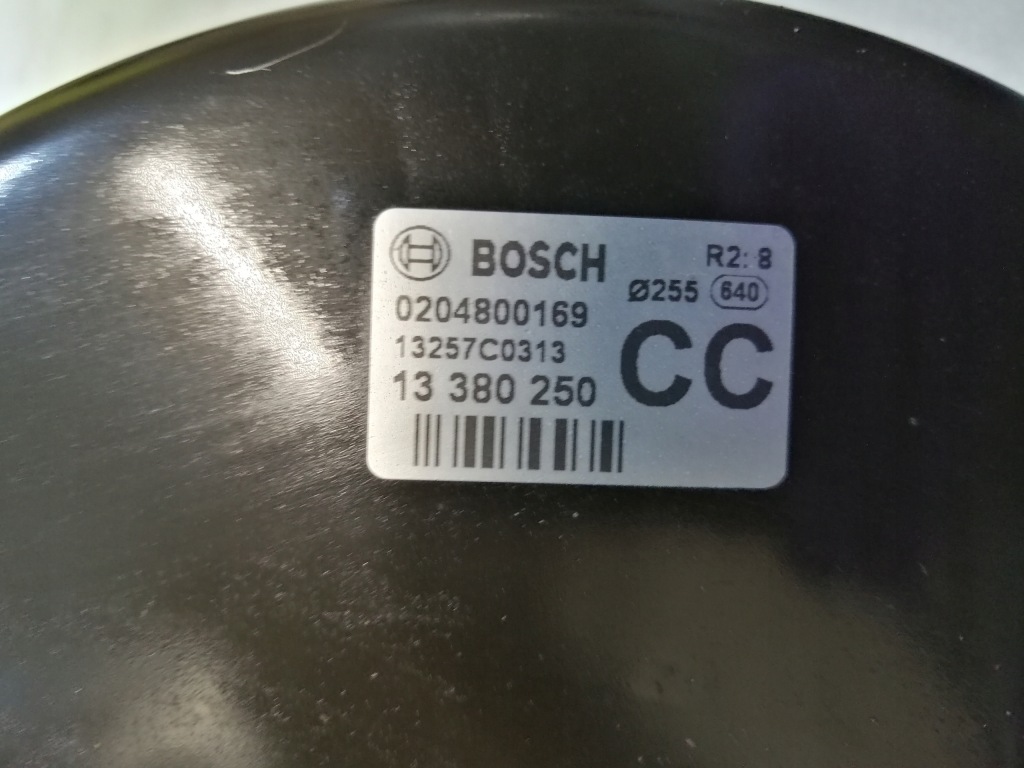 BOSCH
R2: 8
Ø255 640
0204800169
13257C0313
13 380 250
CC